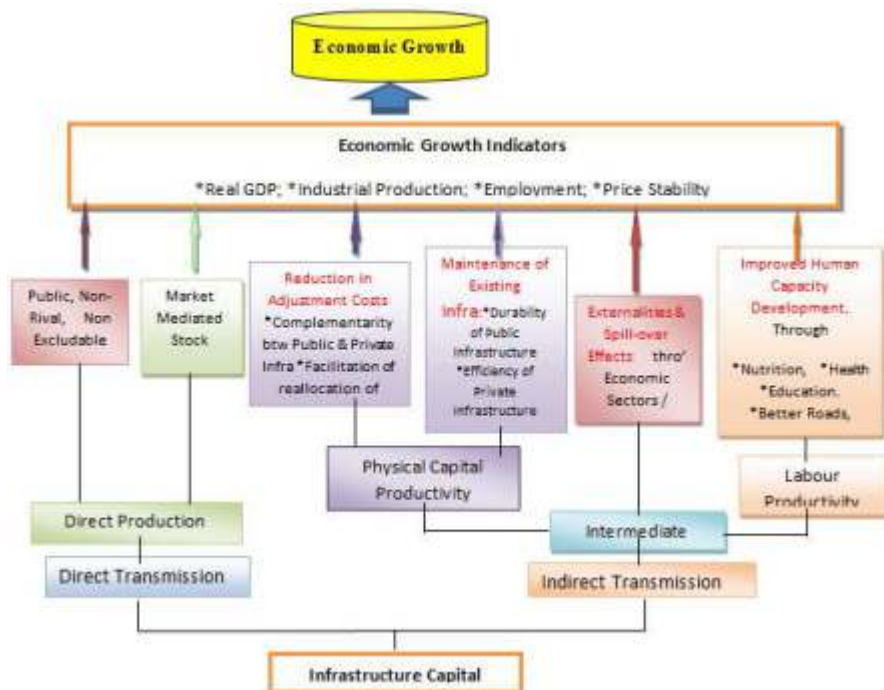 Economic Growth
Economic Growth Indicators
*Real GDP; *Industrial Production; *Employment; *Price Stability
Public, Non-
Rival, Non
Excludable
Market
Mediated
Stock
Reduction in
Adjustment Costs
*Complementarity
btw Public & Private
Infra *Facilitation of
reallocation of
Maintenance of
Existing
Infra:*Durability
of Public
Infrastructure
*Efficiency of
Private
infrastructure
Externalities &
Spill-over
Effects thro'
Economic
Sectors /
Improved Human
Capacity
Development.
Through
*Nutrition, *Health
*Education.
*Better Roads,
Physical Capital
Productivity
Labour
Productivity
Direct Production
Intermediate
Direct Transmission
Indirect Transmission
Infrastructure Capital